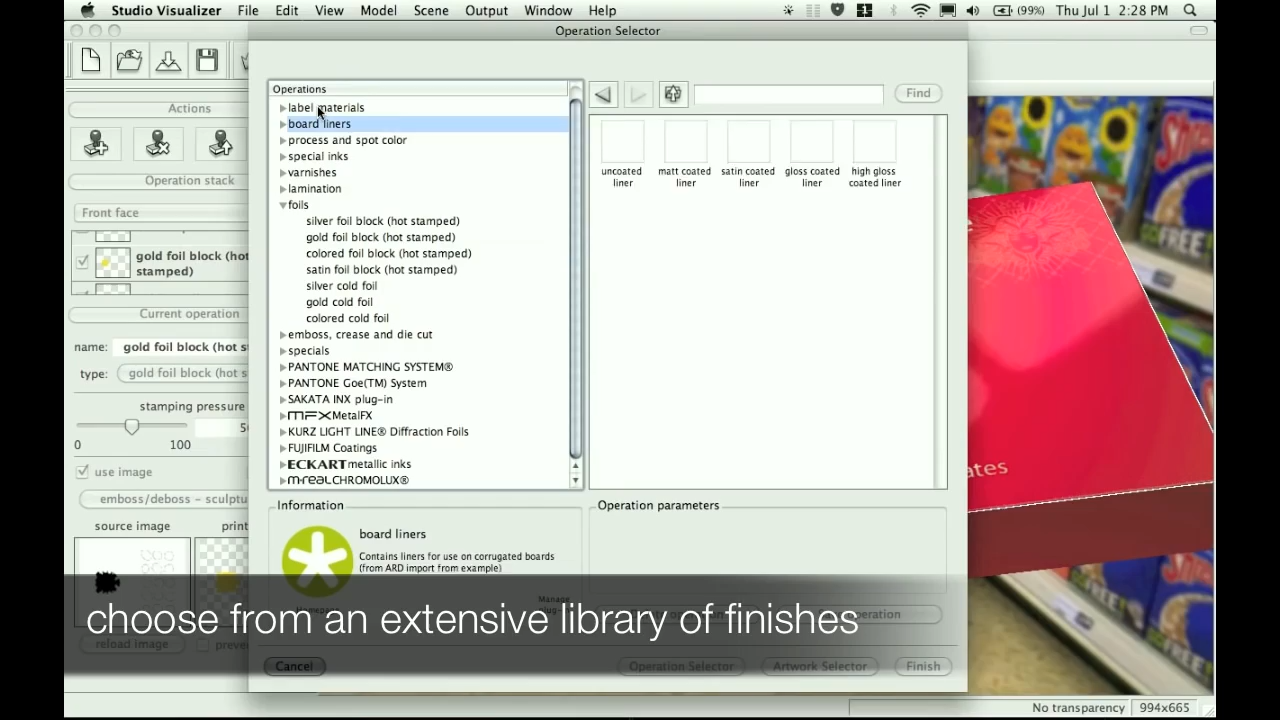 Studio Visualizer File Edit View Model Scene Output Window Help (99%) Thu Jul 1 2:28 PM
Operation Selector
Actions
Operation stack
Front face
gold foil block (hot
stamped)
Current operation
name: gold foil block (hot s
type: gold foil block (hot s
stamping pressure
0 100
use image
emboss/deboss - sculptu
source image print
reload image
Operations
label materials
board liners
process and spot color
special inks
varnishes
lamination
foils
silver foil block (hot stamped)
gold foil block (hot stamped)
colored foil block (hot stamped)
satin foil block (hot stamped)
silver cold foil
gold cold foil
colored cold foil
emboss, crease and die cut
specials
PANTONE MATCHING SYSTEM®
PANTONE Goe(TM) System
SAKATA INX plug-in
MFX MetalFX
KURZ LIGHT LINE® Diffraction Foils
FUJIFILM Coatings
ECKART metallic inks
m-real CHROMOLUX®
Find
uncoated
liner
matt coated
liner
satin coated
liner
gloss coated
liner
high gloss
coated liner
Information
board liners
Contains liners for use on corrugated boards
(from ARD import from example)
Manage
Operation parameters
choose from an extensive library of finishes
Cancel Operation Selector Artwork Selector Finish
No transparency 994x665